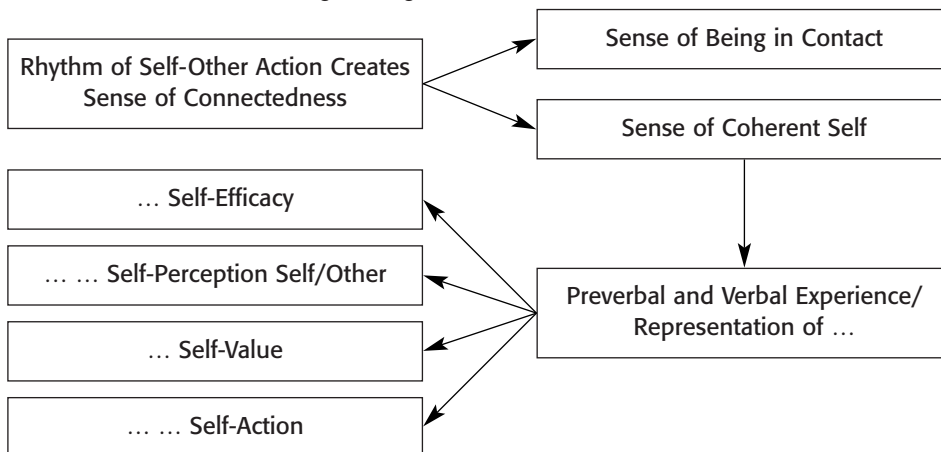 Rhythm of Self-Other Action Creates
Sense of Connectedness
Sense of Being in Contact
Sense of Coherent Self
… Self-Efficacy
… … Self-Perception Self/Other
… Self-Value
… … Self-Action
Preverbal and Verbal Experience/
Representation of …